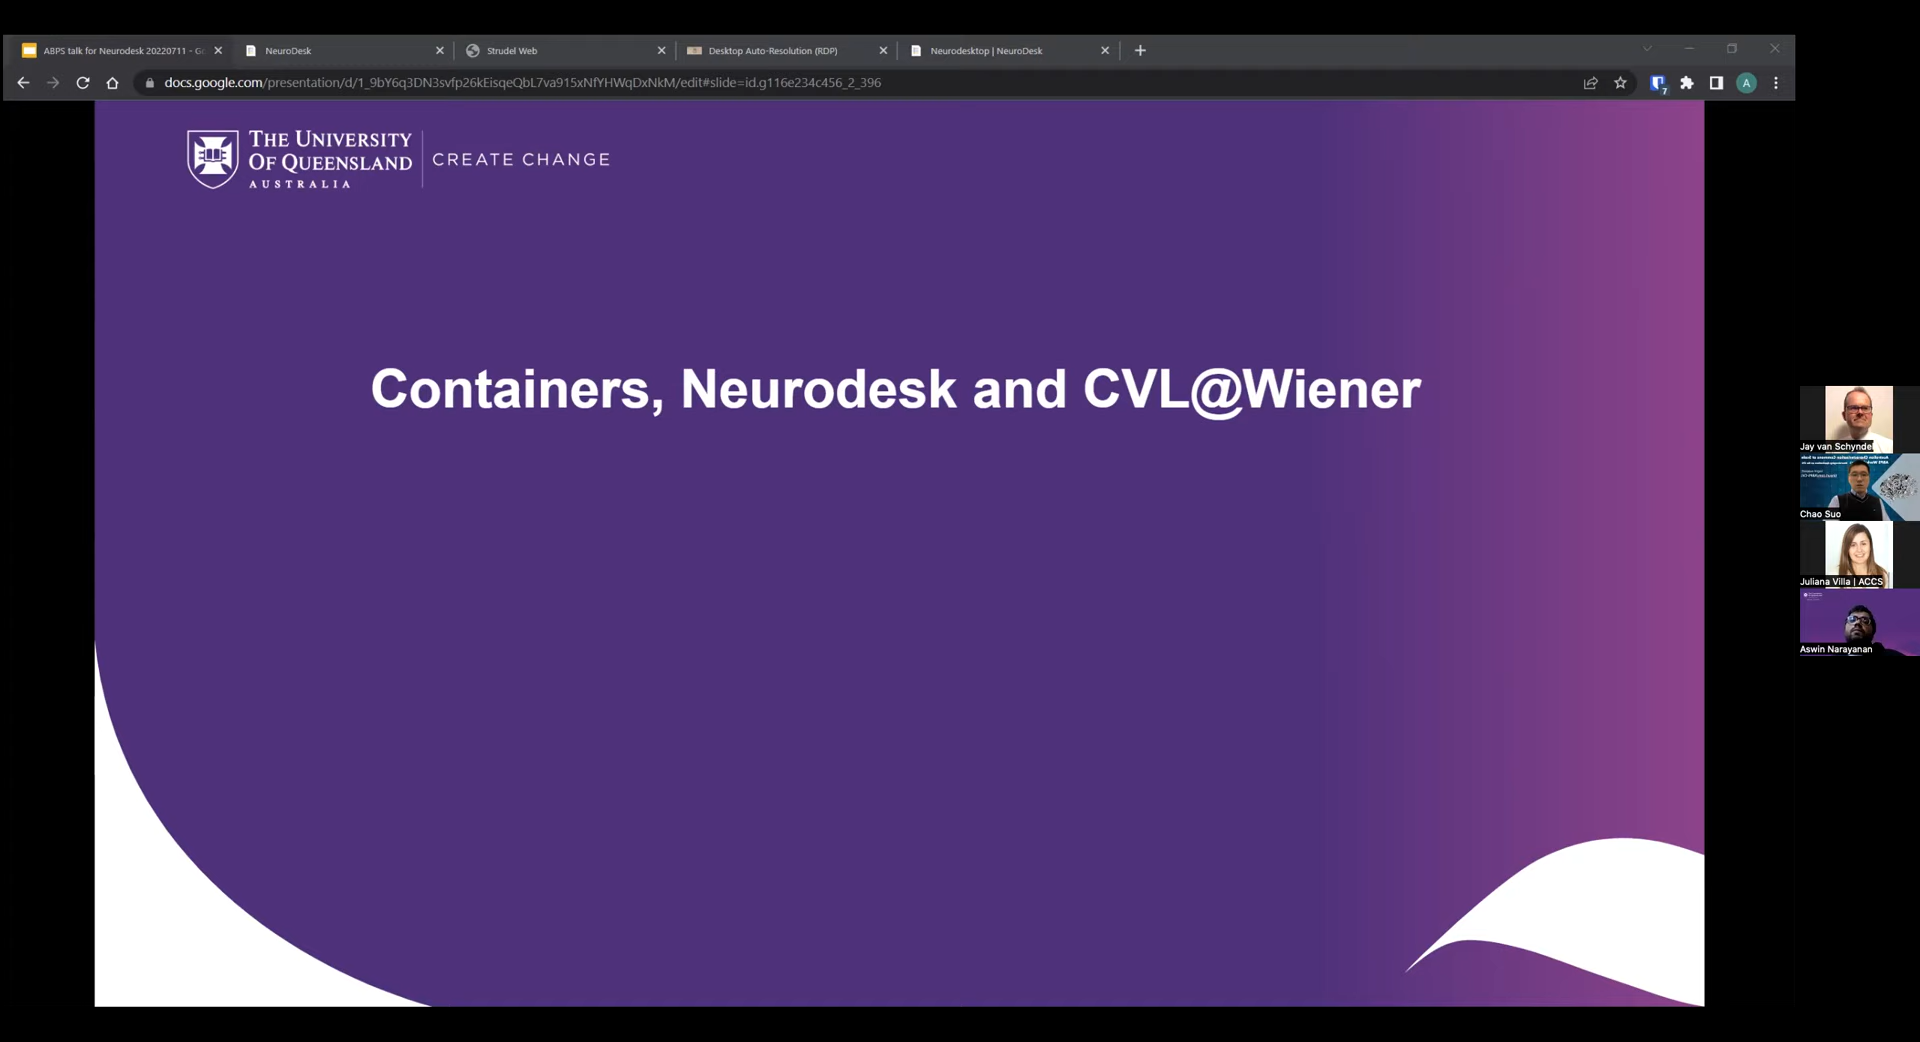 ABPS talk for Neurodesk 20220711 - Go
NeuroDesk
Strudel Web
Desktop Auto-Resolution (RDP)
Neurodesktop | NeuroDesk
docs.google.com/presentation/d/1_9bY6q3DN3svfp26kEisqeQbL7va915xNfYHWqDxNkM/edit#slide=id.g116e234c456_2_396
7
A
THE UNIVERSITY
OF QUEENSLAND
AUSTRALIA
CREATE CHANGE
Containers, Neurodesk and CVL@Wiener
Jay van Schyndel
Chao Suo
Juliana Villa | ACCS
Aswin Narayanan